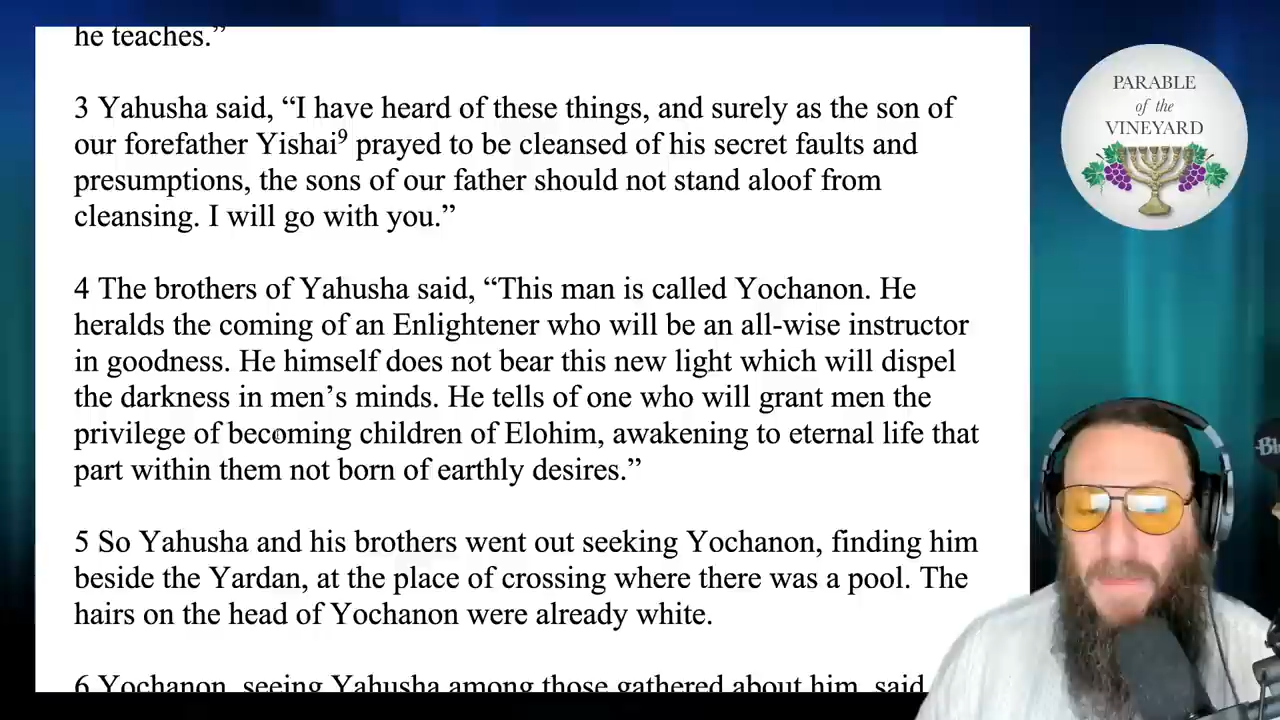 he teaches.”
3 Yahusha said, “I have heard of these things, and surely as the son of
our forefather Yishai9 prayed to be cleansed of his secret faults and
presumptions, the sons of our father should not stand aloof from
cleansing. I will go with you.”
4 The brothers of Yahusha said, “This man is called Yochanon. He
heralds the coming of an Enlightener who will be an all-wise instructor
in goodness. He himself does not bear this new light which will dispel
the darkness in men’s minds. He tells of one who will grant men the
privilege of becoming children of Elohim, awakening to eternal life that
part within them not born of earthly desires.”
5 So Yahusha and his brothers went out seeking Yochanon, finding him
beside the Yardan, at the place of crossing where there was a pool. The
hairs on the head of Yochanon were already white.
6 Yochanon, seeing Yahusha among those gathered about him, said
PARABLE
of the
VINEYARD